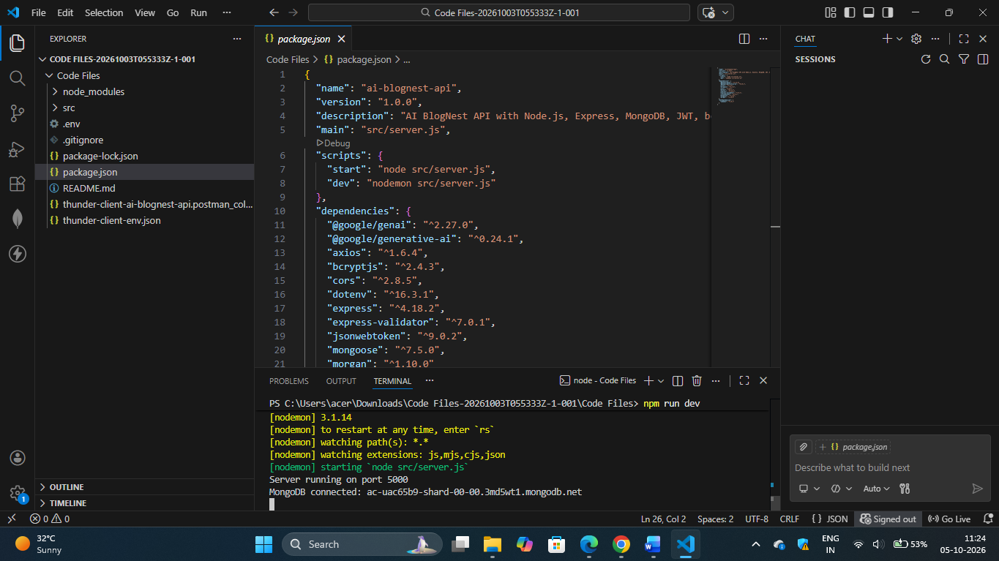 File Edit Selection View Go Run ···
Code Files-20261003T055333Z-1-001
EXPLORER
CODE FILES-20261003T055333Z-1-001
Code Files
node_modules
src
.env
.gitignore
package-lock.json
package.json
README.md
thunder-client-ai-blognest-api.postman_col...
thunder-client-env.json
OUTLINE
TIMELINE
1
package.json
Code Files > {} package.json > ...
1 {
2 "name": "ai-blognest-api",
3 "version": "1.0.0",
4 "description": "AI BlogNest API with Node.js, Express, MongoDB, JWT, bc
5 "main": "src/server.js",
Debug
6 "scripts": {
7 "start": "node src/server.js",
8 "dev": "nodemon src/server.js"
9 },
10 "dependencies": {
11 "@google/genai": "^2.27.0",
12 "@google/generative-ai": "^0.24.1",
13 "axios": "^1.6.4",
14 "bcryptjs": "^2.4.3",
15 "cors": "^2.8.5",
16 "dotenv": "^16.3.1",
17 "express": "^4.18.2",
18 "express-validator": "^7.0.1",
19 "jsonwebtoken": "^9.0.2",
20 "mongoose": "^7.5.0",
21 "morgan": "^1.10.0"
PROBLEMS OUTPUT TERMINAL ···
node - Code Files
PS C:\Users\acer\Downloads\Code Files-20261003T055333Z-1-001\Code Files> npm run dev
[nodemon] 3.1.14
[nodemon] to restart at any time, enter `rs`
[nodemon] watching path(s): *.*
[nodemon] watching extensions: js,mjs,cjs,json
[nodemon] starting `node src/server.js`
Server running on port 5000
MongoDB connected: ac-uac65b9-shard-00-00.3md5wt1.mongodb.net
CHAT
SESSIONS
+ {} package.json
Describe what to build next
Auto
0 0
Ln 26, Col 2 Spaces: 2 UTF-8 CRLF {} JSON Signed out Go Live
32°C
Sunny
Search
ENG
IN
53%
11:24
05-10-2026